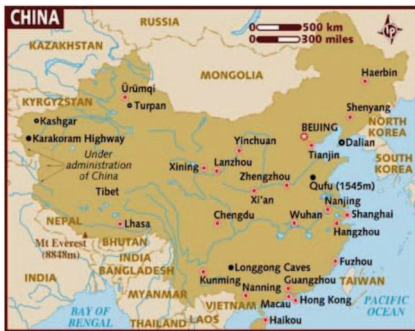 CHINA
RUSSIA
0 500 km
0 300 miles
KAZAKHSTAN
MONGOLIA
Haerbin
Ürümqi
Turpan
KYRGYZSTAN
Kashgar
Karakoram Highway
Shenyang
NORTH
KOREA
BEIJING
Dalian
Tianjin
SOUTH
KOREA
Yinchuan
Under
administration
of China
Xining
Lanzhou
Zhengzhou
Qufu (1545m)
Tibet
Xi'an
Nanjing
Shanghai
NEPAL
Lhasa
Chengdu
Wuhan
Hangzhou
Mt Everest
(8848m)
BHUTAN
INDIA
BANGLADESH
Longgong Caves
Fuzhou
Kunming
Guangzhou
TAIWAN
INDIA
Nanning
MYANMAR
VIETNAM
Macau
Hong Kong
PACIFIC
OCEAN
BAY OF
BENGAL
THAILAND
LAOS
Haikou